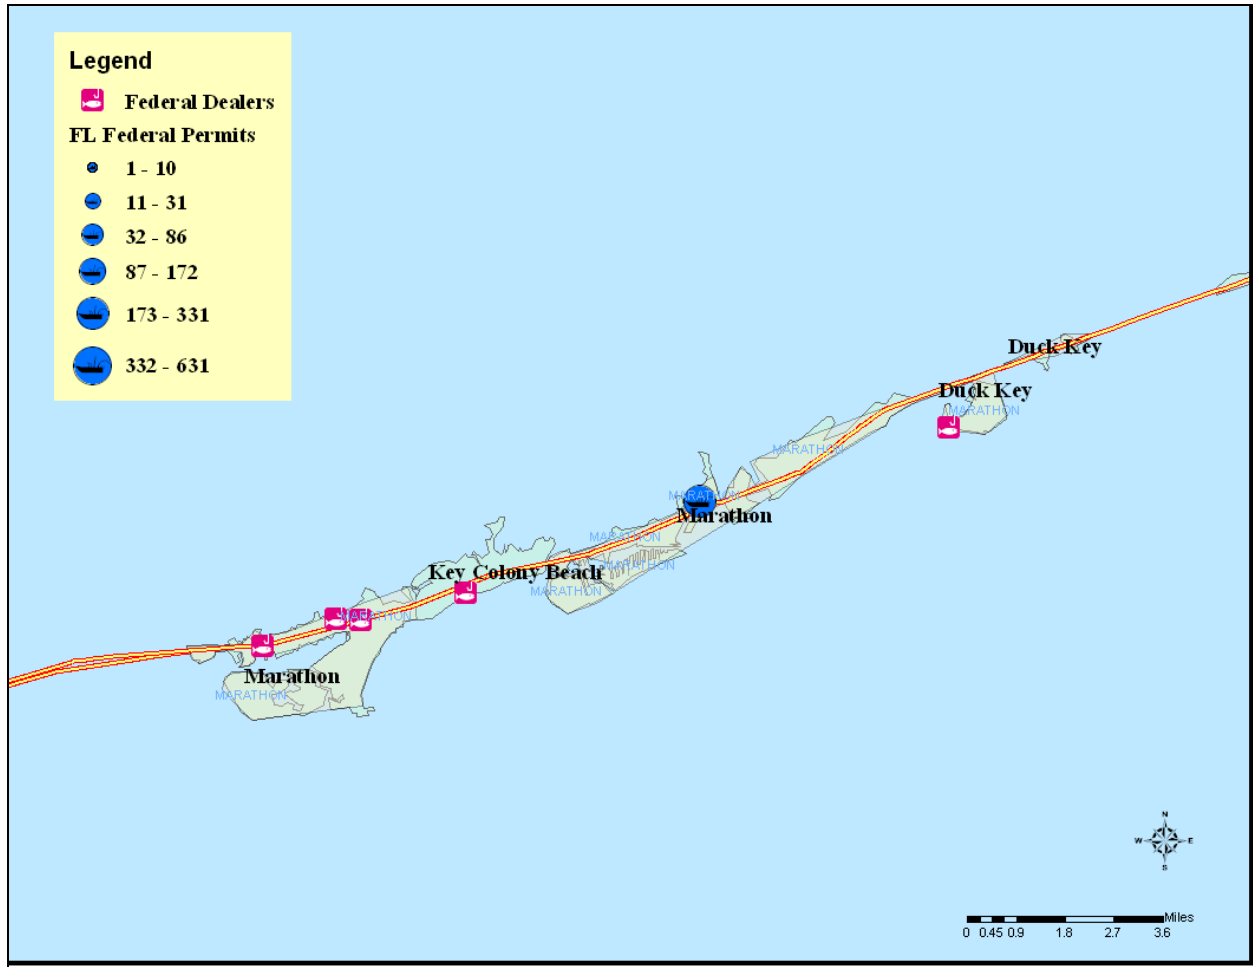 Legend
Federal Dealers
FL Federal Permits
1 - 10
11 - 31
32 - 86
87 - 172
173 - 331
332 - 631
Duck Key
Duck Key
MARATHON
MARATHON
MARATHON
Marathon
MARATHON
MARATHON
Key Colony Beach
MARATHON
MARATHON
Marathon
MARATHON
N
W E
S
Miles
0 0.45 0.9 1.8 2.7 3.6